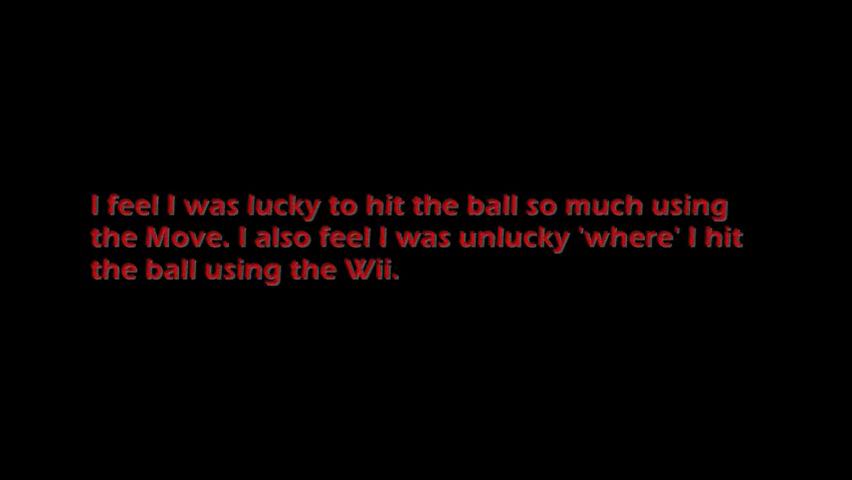 I feel I was lucky to hit the ball so much using
the Move. I also feel I was unlucky 'where' I hit
the ball using the Wii.